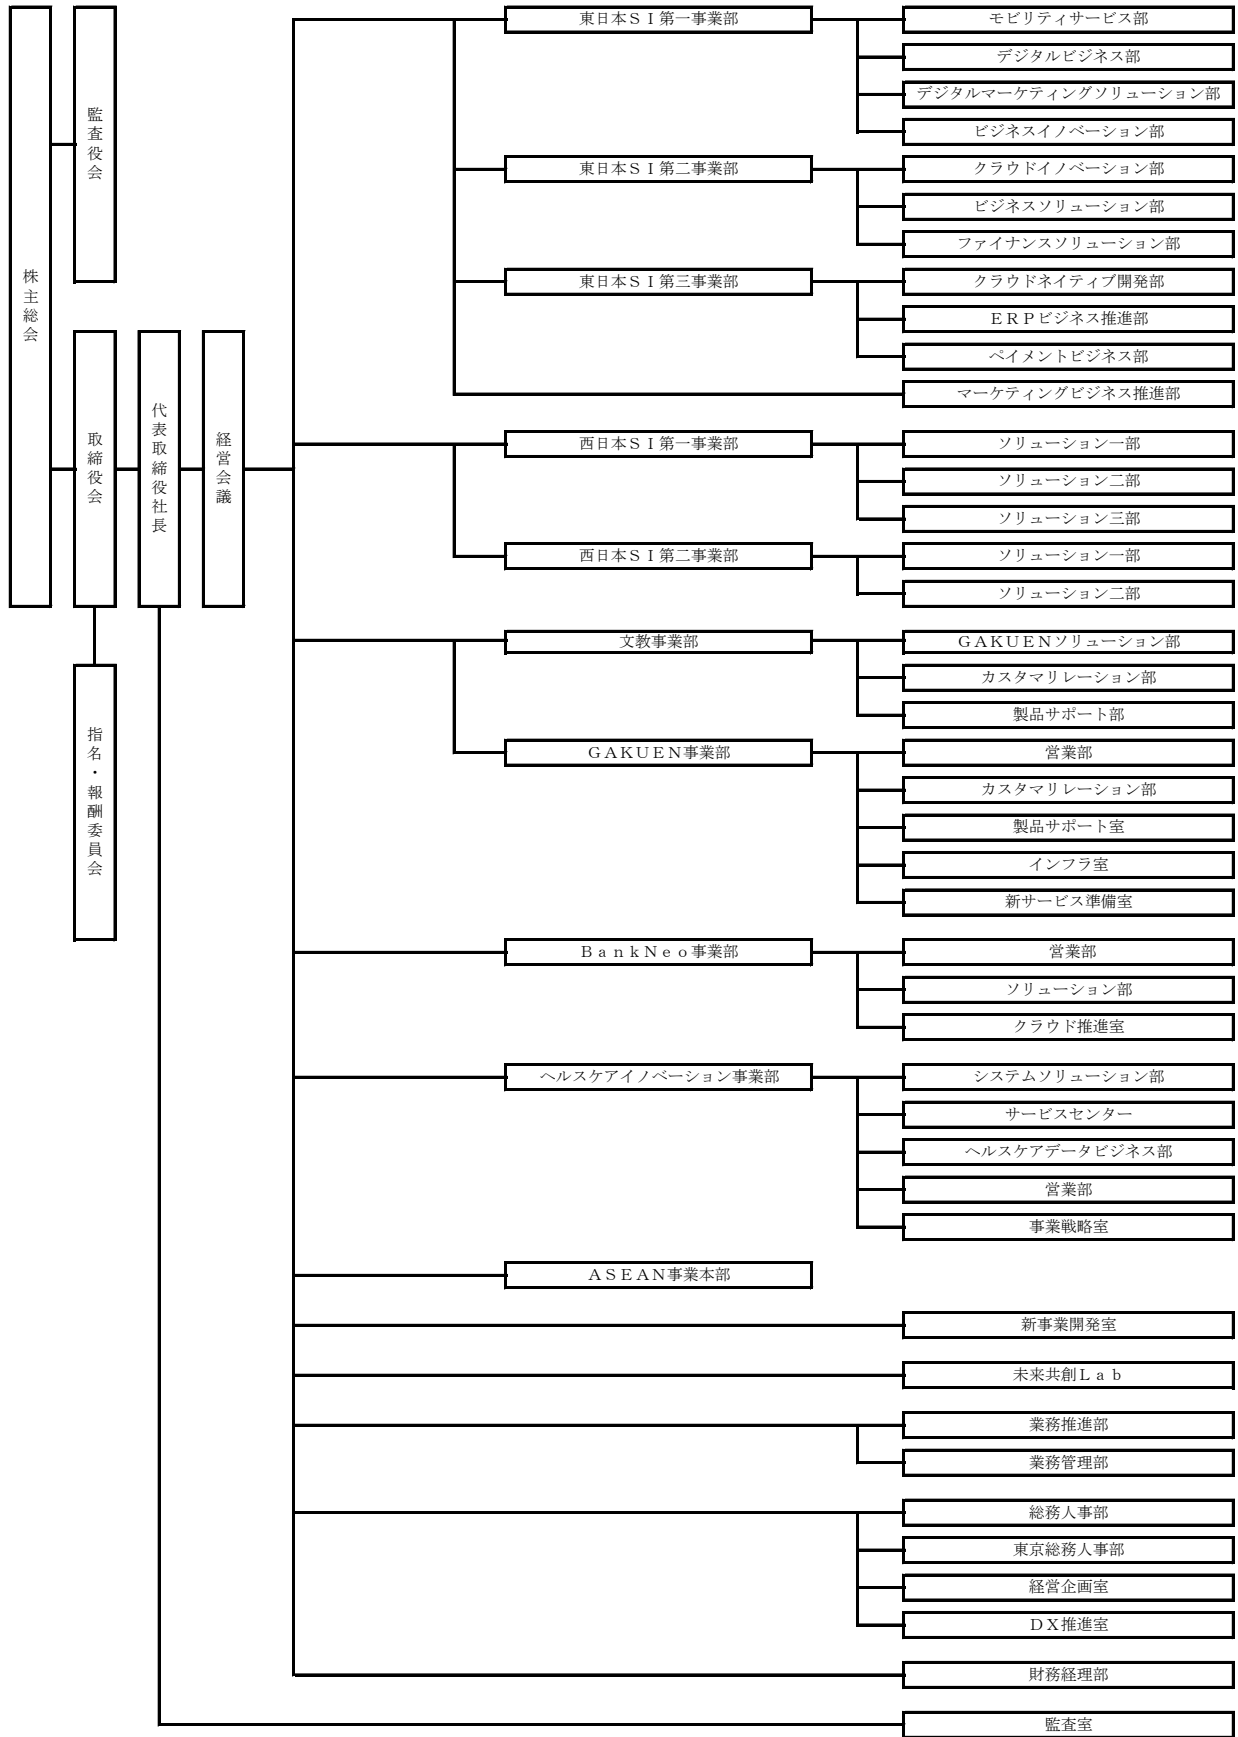 株主総会
監査役会
取締役会
指名・報酬委員会
代表取締役社長
経営会議
東日本ＳＩ第一事業部
モビリティサービス部
デジタルビジネス部
デジタルマーケティングソリューション部
ビジネスイノベーション部
東日本ＳＩ第二事業部
クラウドイノベーション部
ビジネスソリューション部
ファイナンスソリューション部
東日本ＳＩ第三事業部
クラウドネイティブ開発部
ＥＲＰビジネス推進部
ペイメントビジネス部
マーケティングビジネス推進部
西日本ＳＩ第一事業部
ソリューション一部
ソリューション二部
ソリューション三部
西日本ＳＩ第二事業部
ソリューション一部
ソリューション二部
文教事業部
ＧＡＫＵＥＮソリューション部
カスタマリレーション部
製品サポート部
ＧＡＫＵＥＮ事業部
営業部
カスタマリレーション部
製品サポート室
インフラ室
新サービス準備室
ＢａｎｋＮｅｏ事業部
営業部
ソリューション部
クラウド推進室
ヘルスケアイノベーション事業部
システムソリューション部
サービスセンター
ヘルスケアデータビジネス部
営業部
事業戦略室
ＡＳＥＡＮ事業本部
新事業開発室
未来共創Ｌａｂ
業務推進部
業務管理部
総務人事部
東京総務人事部
経営企画室
ＤＸ推進室
財務経理部
監査室